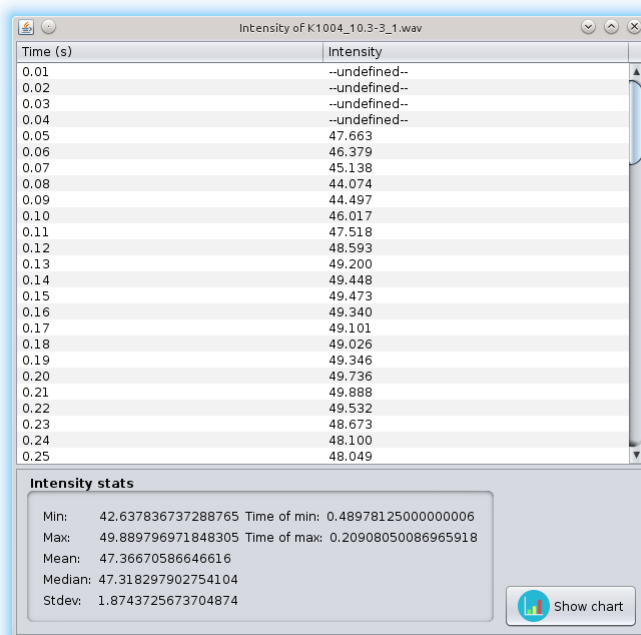 Intensity of K1004_10.3-3_1.wav
Time (s) Intensity
0.01 --undefined--
0.02 --undefined--
0.03 --undefined--
0.04 --undefined--
0.05 47.663
0.06 46.379
0.07 45.138
0.08 44.074
0.09 44.497
0.10 46.017
0.11 47.518
0.12 48.593
0.13 49.200
0.14 49.448
0.15 49.473
0.16 49.340
0.17 49.101
0.18 49.026
0.19 49.346
0.20 49.736
0.21 49.888
0.22 49.532
0.23 48.673
0.24 48.100
0.25 48.049
Intensity stats
Min: 42.637836737288765 Time of min: 0.48978125000000006
Max: 49.889796971848305 Time of max: 0.20908050086965918
Mean: 47.36670586646616
Median: 47.318297902754104
Stdev: 1.8743725673704874
Show chart